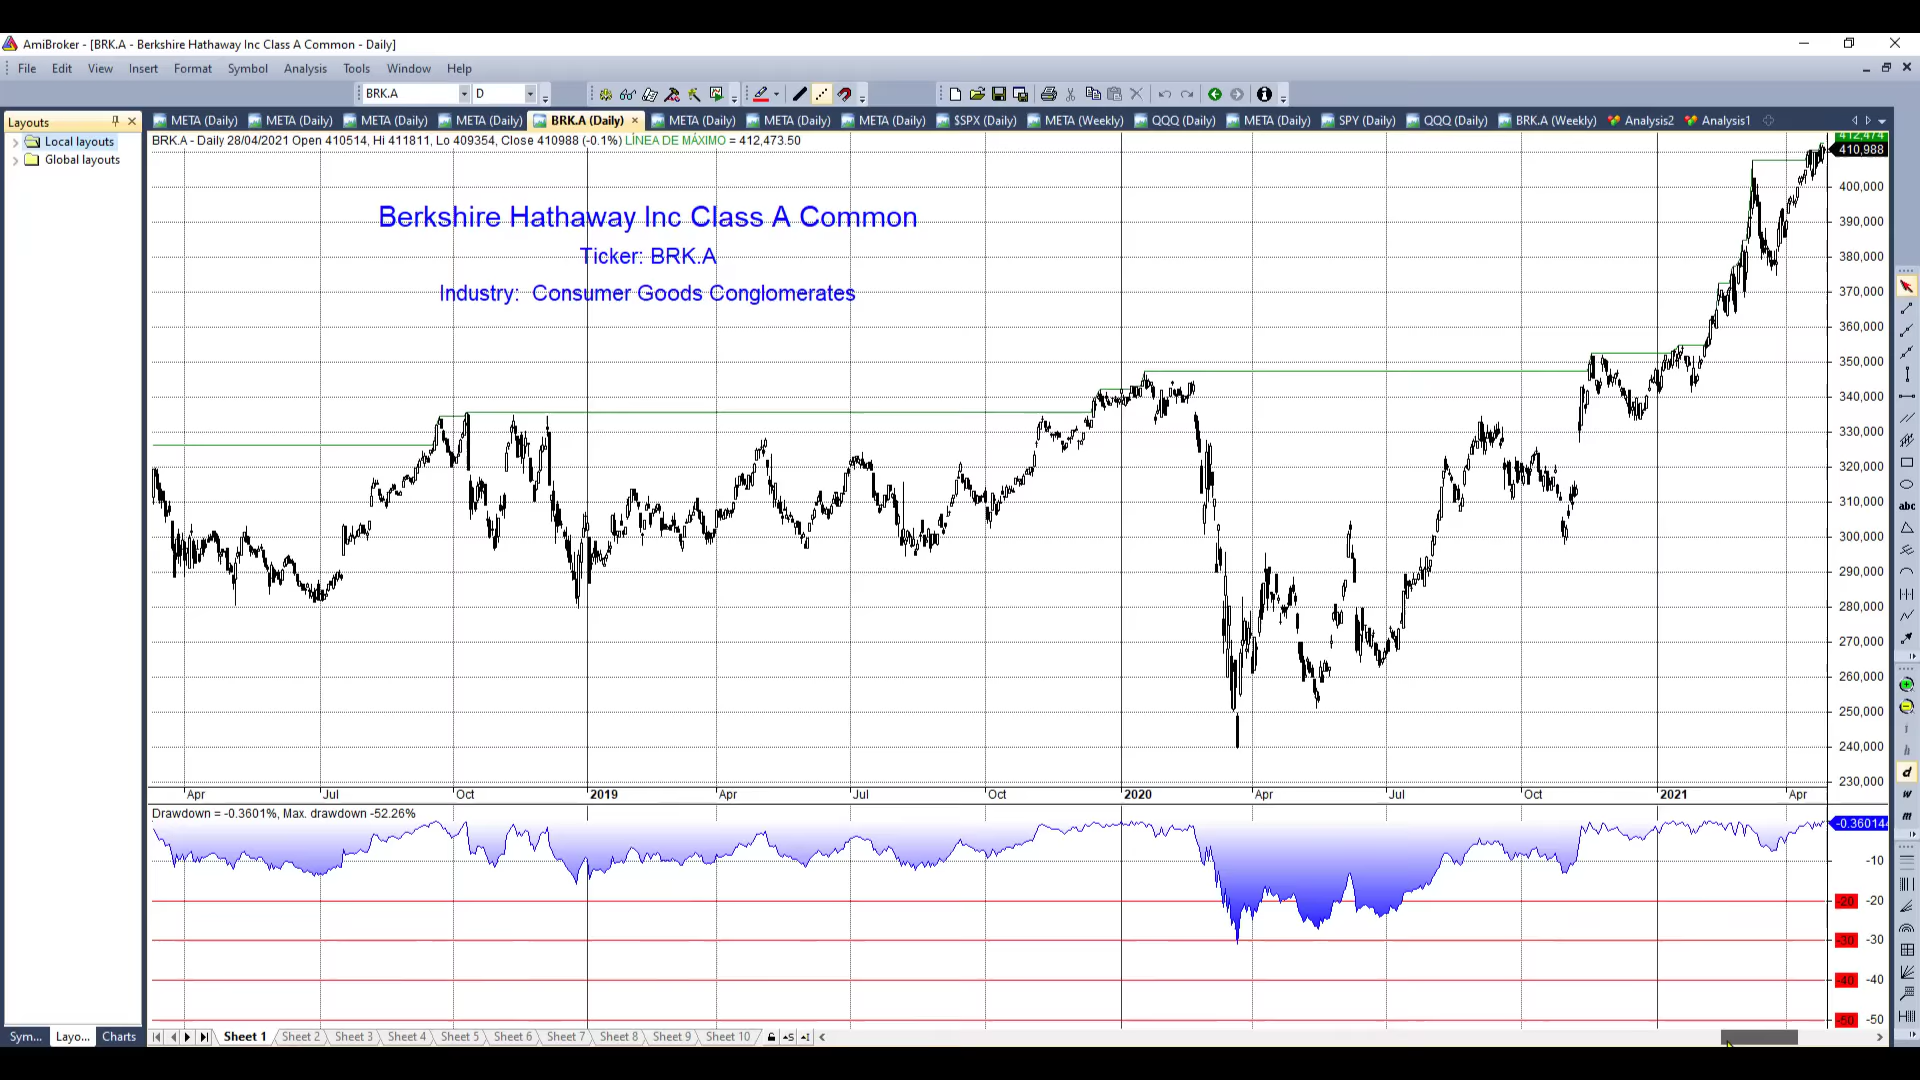 AmiBroker - [BRK.A - Berkshire Hathaway Inc Class A Common - Daily]
File Edit View Insert Format Symbol Analysis Tools Window Help
BRK.A D
Layouts
META (Daily) META (Daily) META (Daily) META (Daily) BRK.A (Daily) META (Daily) META (Daily) META (Daily) $SPX (Daily) META (Weekly) QQQ (Daily) META (Daily) SPY (Daily) QQQ (Daily) BRK.A (Weekly) Analysis2 Analysis1
Local layouts
Global layouts
BRK.A - Daily 28/04/2021 Open 410514, Hi 411811, Lo 409354, Close 410988 (-0.1%) LÍNEA DE MÁXIMO = 412,473.50
412,474
410,988
400,000
390,000
380,000
370,000
360,000
350,000
340,000
330,000
320,000
310,000
300,000
290,000
280,000
270,000
260,000
250,000
240,000
230,000
Berkshire Hathaway Inc Class A Common
Ticker: BRK.A
Industry: Consumer Goods Conglomerates
abc
d
w
m
Apr Jul Oct 2019 Apr Jul Oct 2020 Apr Jul Oct 2021 Apr
Drawdown = -0.3601%, Max. drawdown -52.26%
-10
-20 -20
-30 -30
-40 -40
-50 -50
Sym... Layo... Charts
Sheet 1 Sheet 2 Sheet 3 Sheet 4 Sheet 5 Sheet 6 Sheet 7 Sheet 8 Sheet 9 Sheet 10